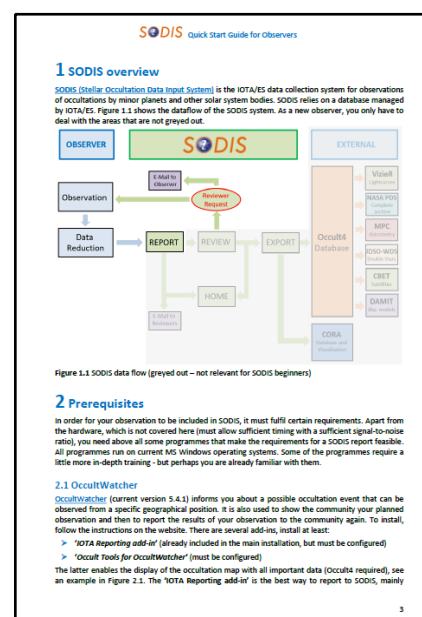 SODIS Quick Start Guide for Observers
1 SODIS overview
SODIS (Stellar Occultation Data Input System) is the IOTA/ES data collection system for observations
of occultations by minor planets and other solar system bodies. SODIS relies on a database managed
by IOTA/ES. Figure 1.1 shows the dataflow of the SODIS system. As a new observer, you only have to
deal with the areas that are not greyed out.
OBSERVER
SODIS
EXTERNAL
E-Mail to
Observer
Reviewer
Request
Observation
Data
Reduction
REPORT
REVIEW
EXPORT
HOME
E-Mail to
Reviewers
Occult4
Database
VizieR
Lightcurves
NASA PDS
Complete
archive
MPC
Astrometry
IDSO-WDS
Double Stars
CBET
Satellites
DAMIT
CORA
Database and
Visualisation
Figure 1.1 SODIS data flow (greyed out – not relevant for SODIS beginners)
2 Prerequisites
In order for your observation to be included in SODIS, it must fulfil certain requirements. Apart from
the hardware, which is not covered here (must allow sufficient timing with a sufficient signal-to-noise
ratio), you need above all some programmes that make the requirements for a SODIS report feasible.
All programmes run on current MS Windows operating systems. Some of the programmes require a
little more in-depth training - but perhaps you are already familiar with them.
2.1 OccultWatcher
OccultWatcher (current version 5.4.1) informs you about a possible occultation event that can be
observed from a specific geographical position. It is also used to show the community your planned
observation and then to report the results of your observation to the community again. To install,
follow the instructions on the website. There are several add-ins, install at least:
➤ 'IOTA Reporting add-in' (already included in the main installation, but must be configured)
➤ 'Occult Tools for OccultWatcher' (must be configured)
The latter enables the display of the occultation map with all important data (Occult4 required), see
an example in Figure 2.1. The 'IOTA Reporting add-in' is the best way to report to SODIS, mainly
3